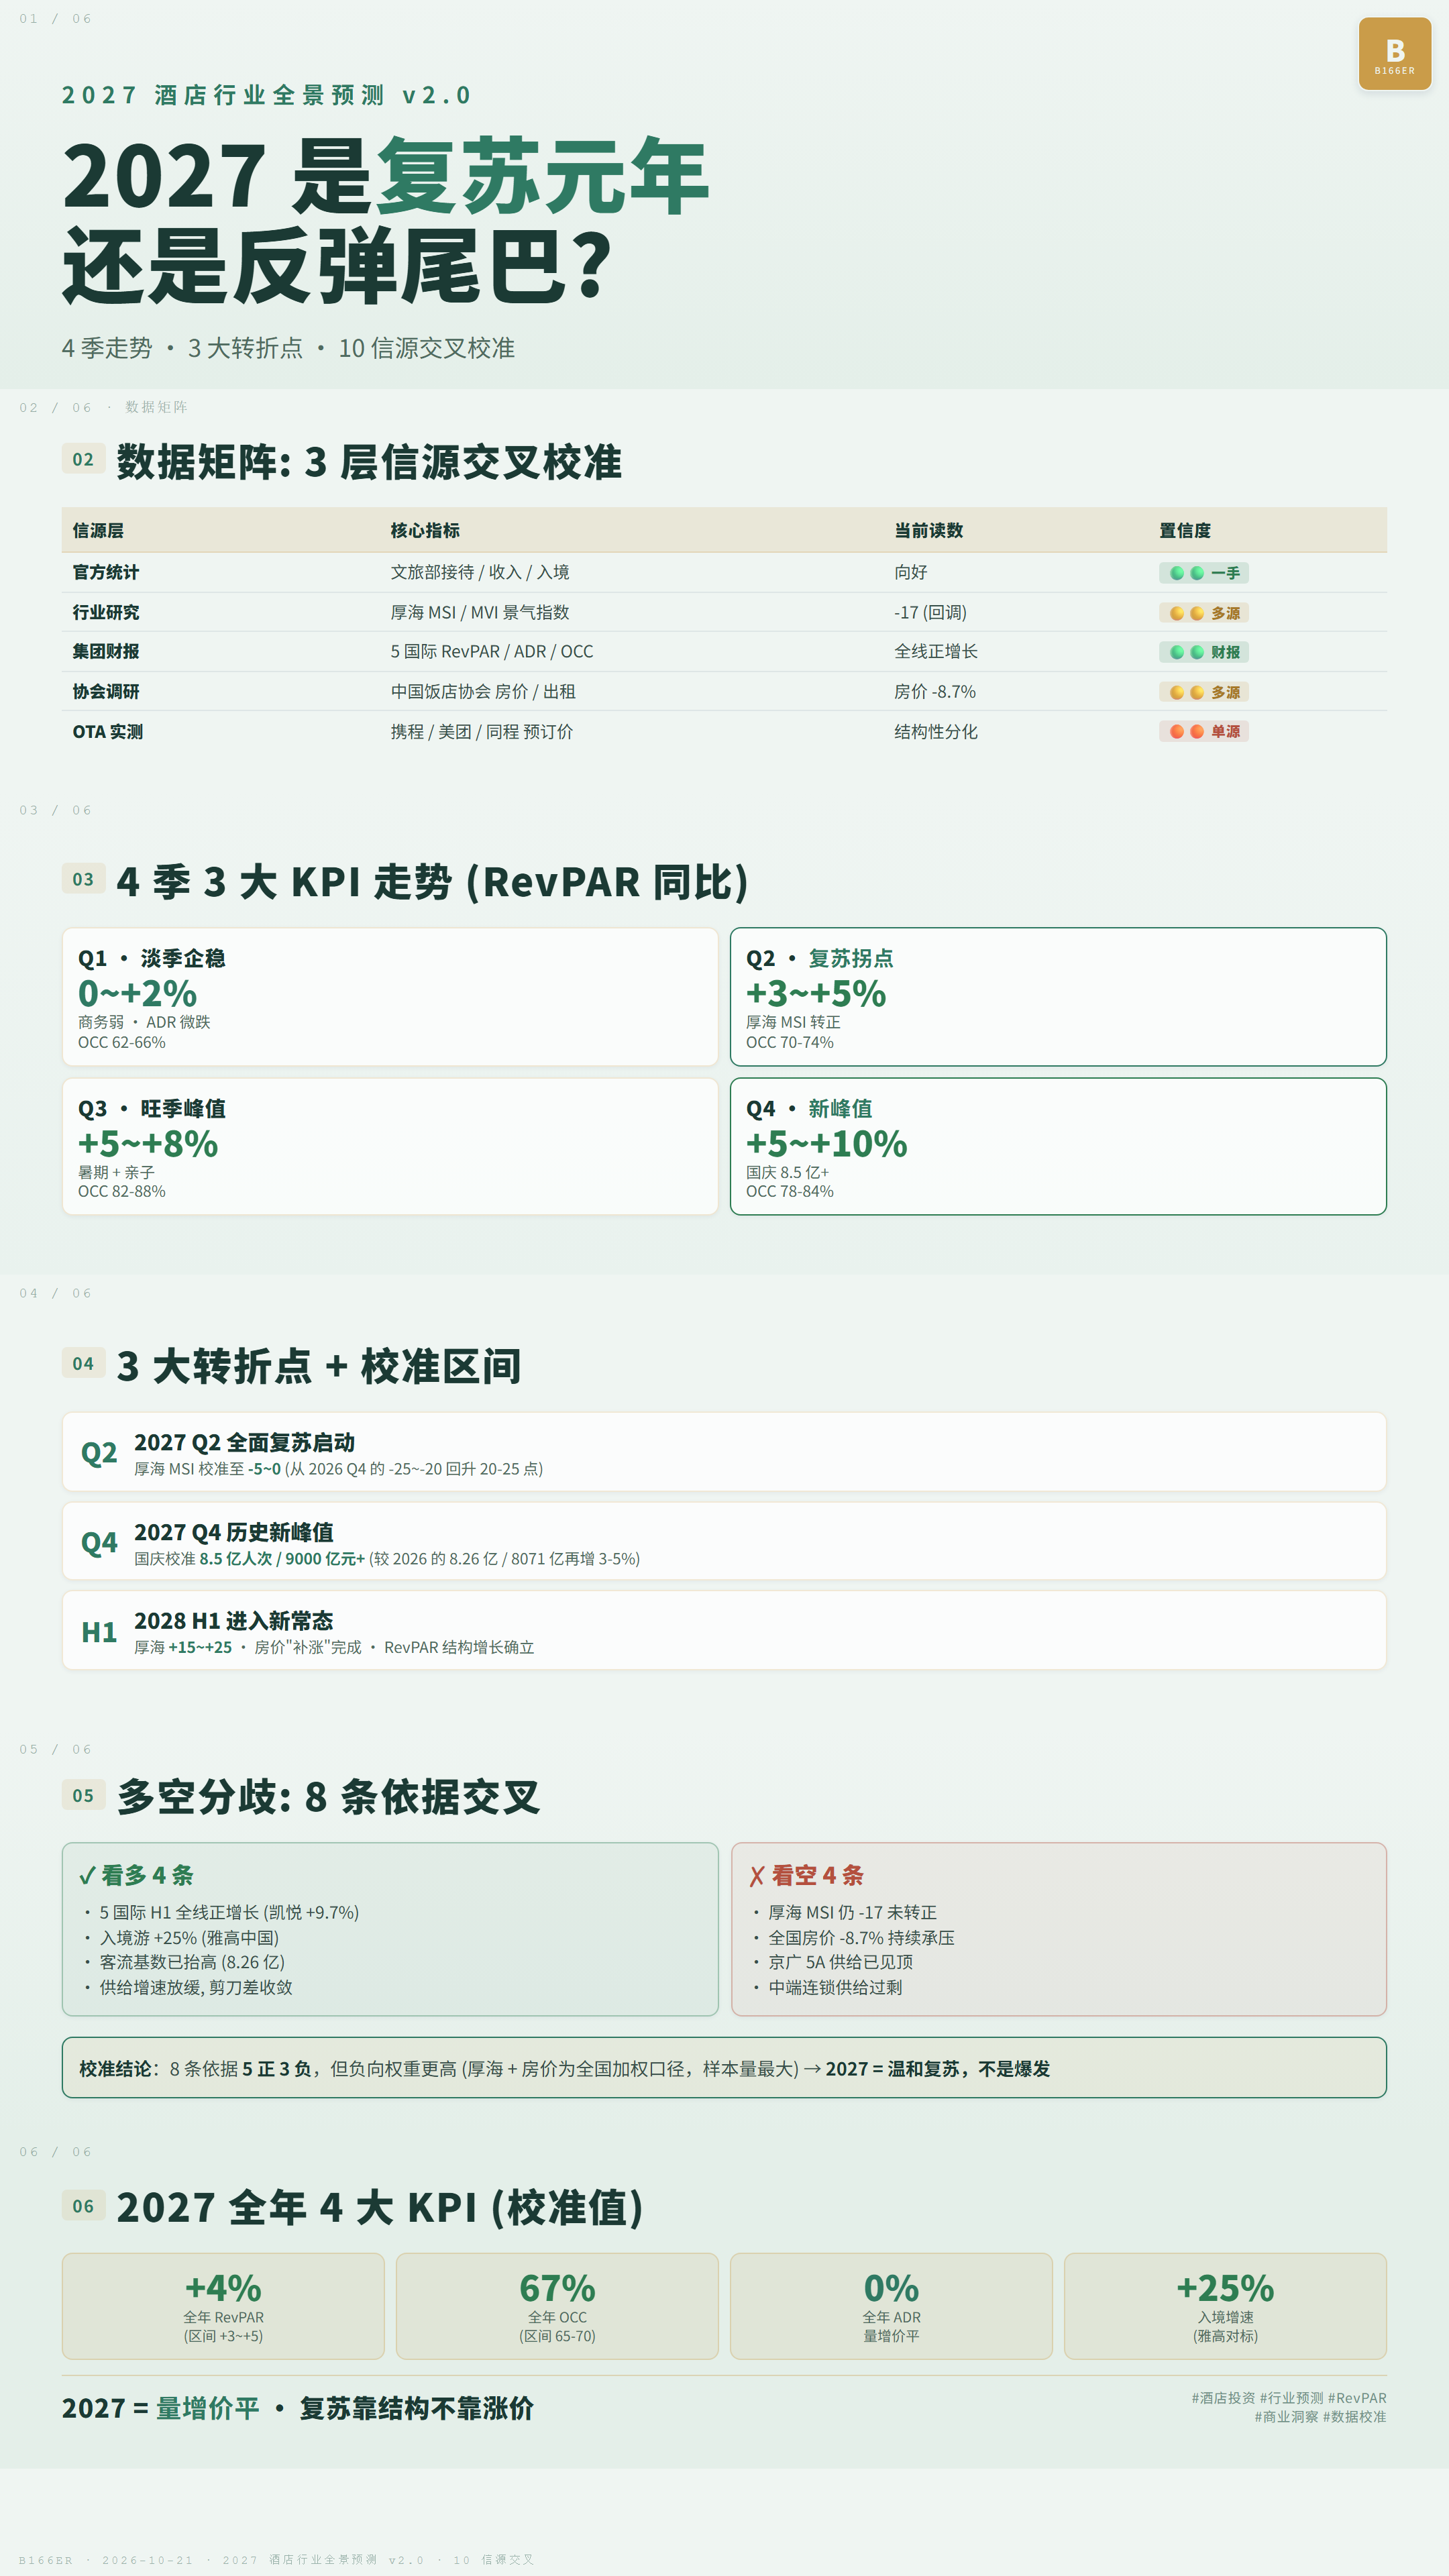 01 / 06
B
B166ER
2027 酒店行业全景预测 v2.0
2027 是复苏元年
还是反弹尾巴?
4 季走势 • 3 大转折点 • 10 信源交叉校准
02 / 06 · 数据矩阵
02 数据矩阵: 3 层信源交叉校准
信源层 核心指标 当前读数 置信度
官方统计 文旅部接待 / 收入 / 入境 向好 一手
行业研究 厚海 MSI / MVI 景气指数 -17 (回调) 多源
集团财报 5 国际 RevPAR / ADR / OCC 全线正增长 财报
协会调研 中国饭店协会 房价 / 出租 房价 -8.7% 多源
OTA 实测 携程 / 美团 / 同程 预订价 结构性分化 单源
03 / 06
03 4 季 3 大 KPI 走势 (RevPAR 同比)
Q1 • 淡季企稳
0~+2%
商务弱 • ADR 微跌
OCC 62-66%
Q2 • 复苏拐点
+3~+5%
厚海 MSI 转正
OCC 70-74%
Q3 • 旺季峰值
+5~+8%
暑期 + 亲子
OCC 82-88%
Q4 • 新峰值
+5~+10%
国庆 8.5 亿+
OCC 78-84%
04 / 06
04 3 大转折点 + 校准区间
Q2
2027 Q2 全面复苏启动
厚海 MSI 校准至 -5~0 (从 2026 Q4 的 -25~-20 回升 20-25 点)
Q4
2027 Q4 历史新峰值
国庆校准 8.5 亿人次 / 9000 亿元+ (较 2026 的 8.26 亿 / 8071 亿再增 3-5%)
H1
2028 H1 进入新常态
厚海 +15~+25 • 房价"补涨"完成 • RevPAR 结构增长确立
05 / 06
05 多空分歧: 8 条依据交叉
✓ 看多 4 条
• 5 国际 H1 全线正增长 (凯悦 +9.7%)
• 入境游 +25% (雅高中国)
• 客流基数已抬高 (8.26 亿)
• 供给增速放缓, 剪刀差收敛
✗ 看空 4 条
• 厚海 MSI 仍 -17 未转正
• 全国房价 -8.7% 持续承压
• 京广 5A 供给已见顶
• 中端连锁供给过剩
校准结论：8 条依据 5 正 3 负，但负向权重更高 (厚海 + 房价为全国加权口径，样本量最大) → 2027 = 温和复苏，不是爆发
06 / 06
06 2027 全年 4 大 KPI (校准值)
+4%
全年 RevPAR
(区间 +3~+5)
67%
全年 OCC
(区间 65-70)
0%
全年 ADR
量增价平
+25%
入境增速
(雅高对标)
2027 = 量增价平 • 复苏靠结构不靠涨价
#酒店投资 #行业预测 #RevPAR
#商业洞察 #数据校准
B166ER · 2026-10-21 · 2027 酒店行业全景预测 v2.0 · 10 信源交叉